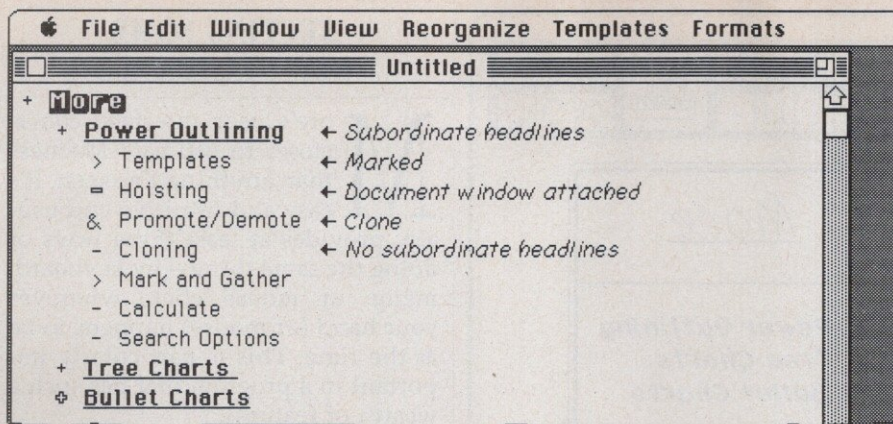 File Edit Window View Reorganize Templates Formats
Untitled
+ More
+ Power Outlining ← Subordinate headlines
> Templates ← Marked
Hoisting ← Document window attached
& Promote/Demote ← Clone
- Cloning ← No subordinate headlines
> Mark and Gather
- Calculate
- Search Options
+ Tree Charts
Bullet Charts